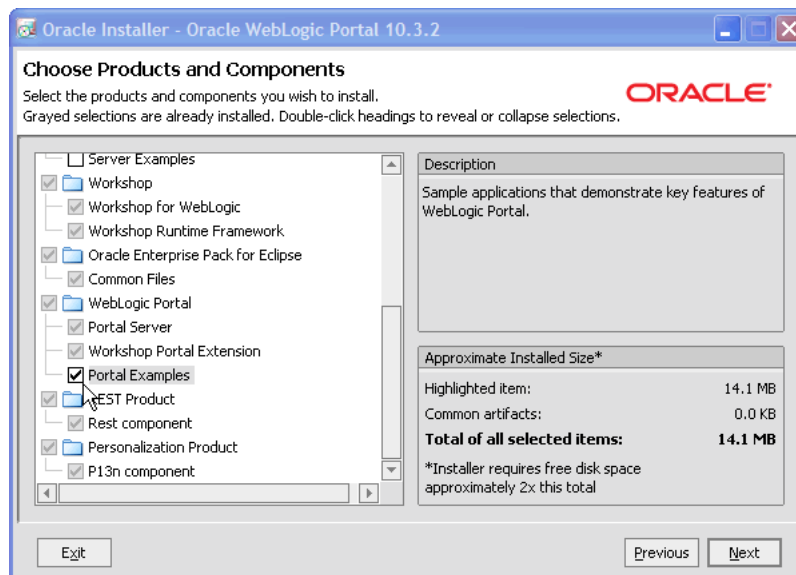 Oracle Installer - Oracle WebLogic Portal 10.3.2
Choose Products and Components
Select the products and components you wish to install.
Grayed selections are already installed. Double-click headings to reveal or collapse selections.
ORACLE
Server Examples
Workshop
Workshop for WebLogic
Workshop Runtime Framework
Oracle Enterprise Pack for Eclipse
Common Files
WebLogic Portal
Portal Server
Workshop Portal Extension
Portal Examples
EST Product
Rest component
Personalization Product
P13n component
Description
Sample applications that demonstrate key features of
WebLogic Portal.
Approximate Installed Size*
Highlighted item: 14.1 MB
Common artifacts: 0.0 KB
Total of all selected items: 14.1 MB
*Installer requires free disk space
approximately 2x this total
Exit
Previous
Next